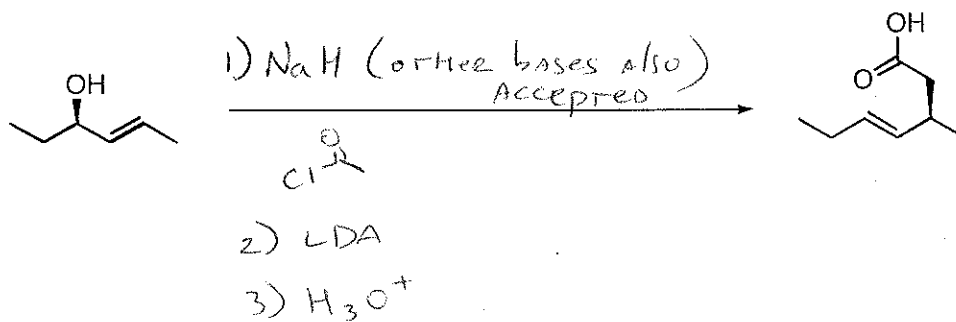 1) NaH (other bases also)
Accepted
OH
O
Cl
2) LDA
3) H3O+
OH
O